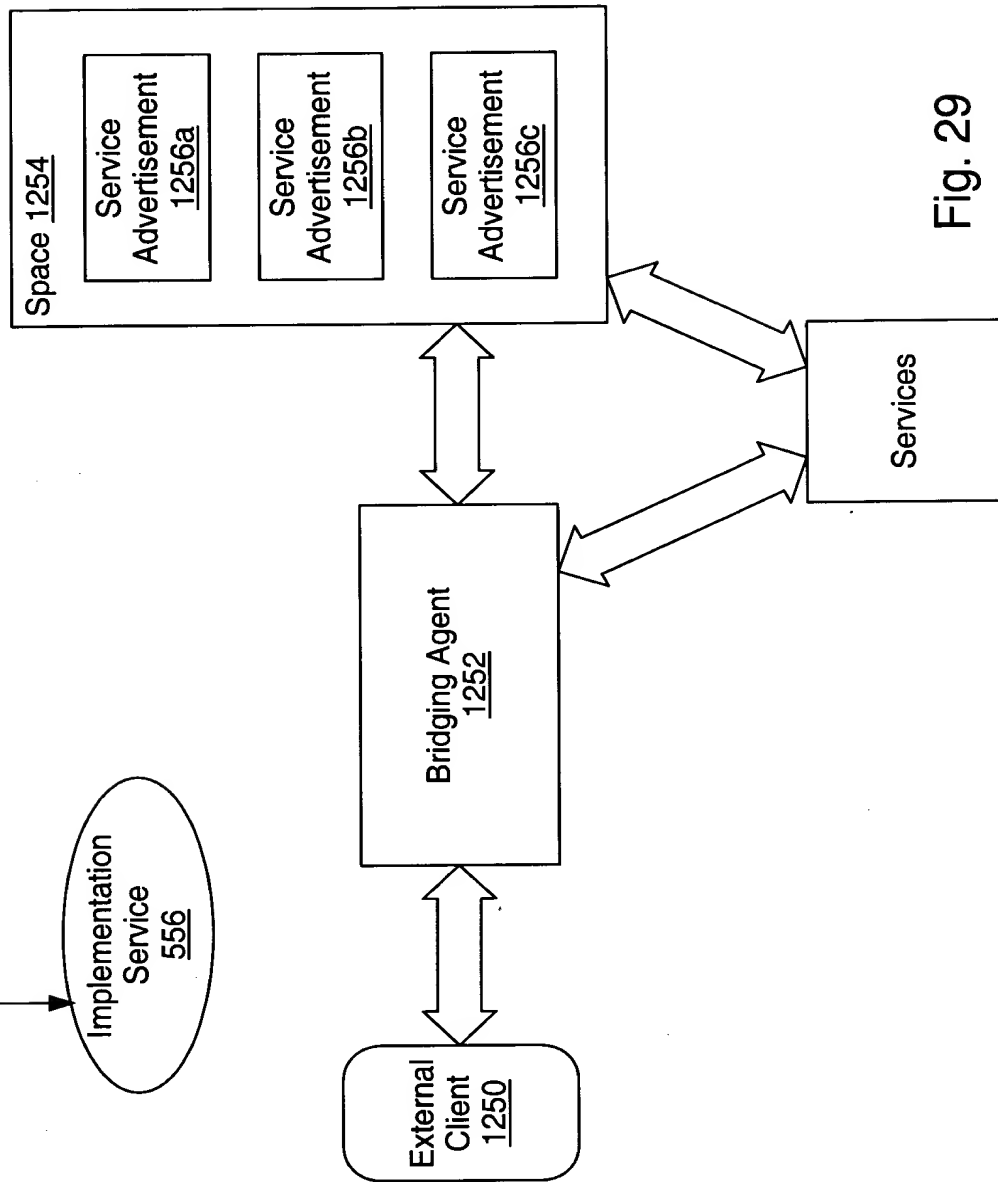 Implementation
Service
556
External
Client
1250
Bridging Agent
1252
Space 1254
Service
Advertisement
1256a
Service
Advertisement
1256b
Service
Advertisement
1256c
Services
Fig. 29